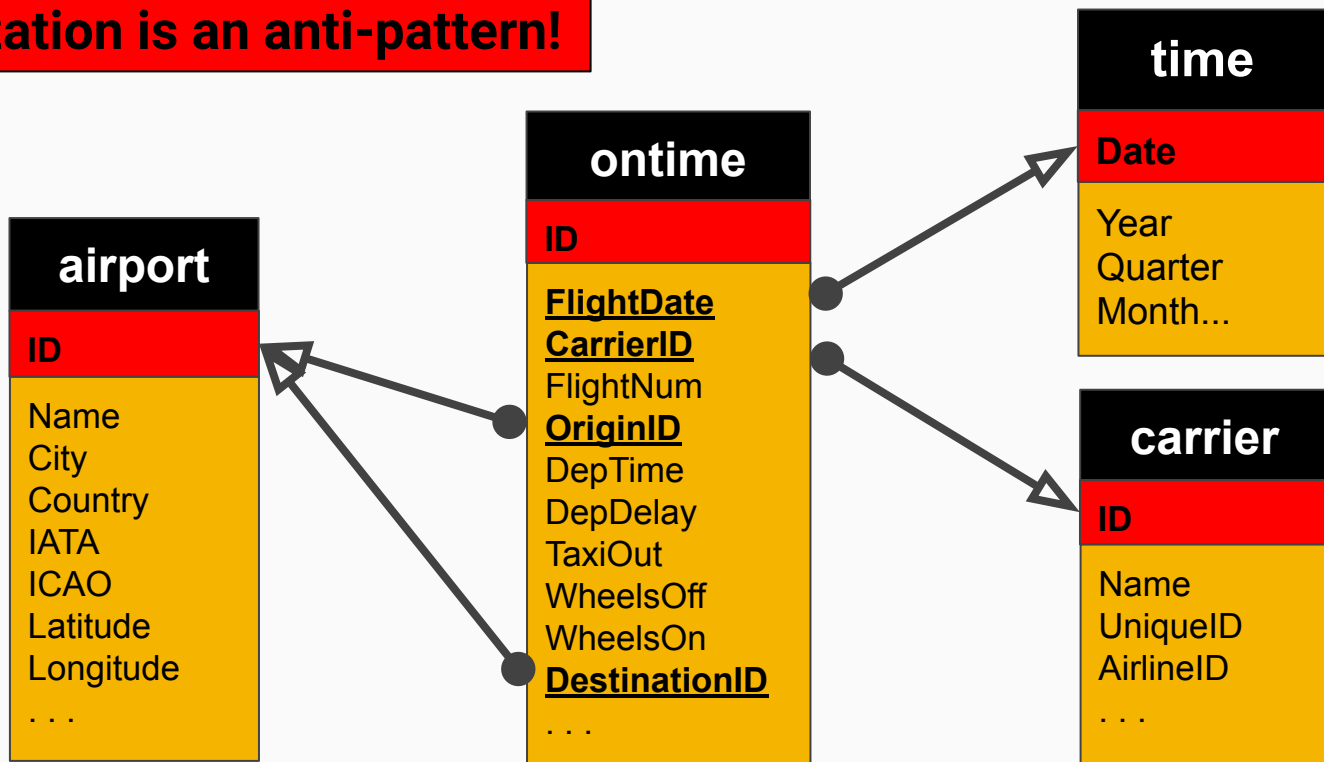 is an anti-pattern!
airport
ID
Name
City
Country
IATA
ICAO
Latitude
Longitude
. . .
ontime
ID
FlightDate
CarrierID
FlightNum
OriginID
DepTime
DepDelay
TaxiOut
WheelsOff
WheelsOn
DestinationID
. . .
time
Date
Year
Quarter
Month...
carrier
ID
Name
UniqueID
AirlineID
. . .